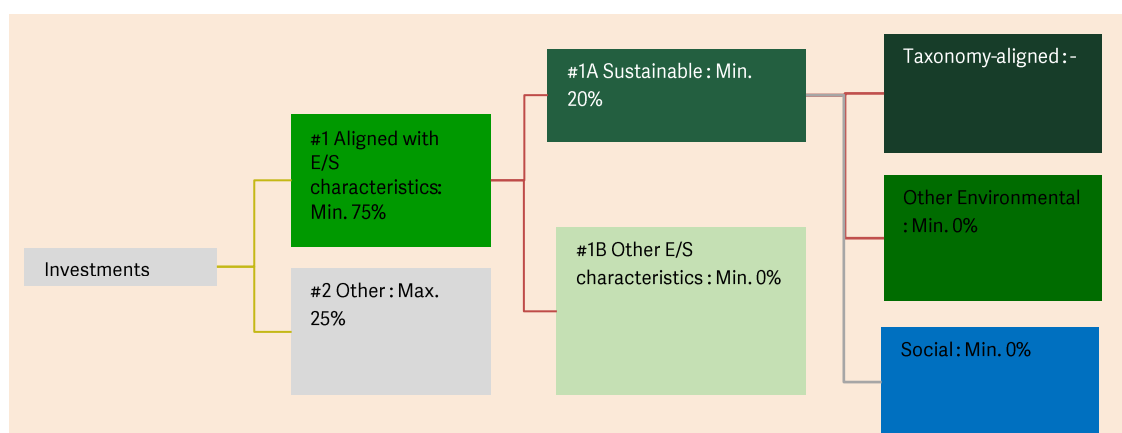 Investments
#1 Aligned with
E/S
characteristics:
Min. 75%
#2 Other : Max.
25%
#1A Sustainable : Min.
20%
#1B Other E/S
characteristics : Min. 0%
Taxonomy-aligned : -
Other Environmental
: Min. 0%
Social : Min. 0%